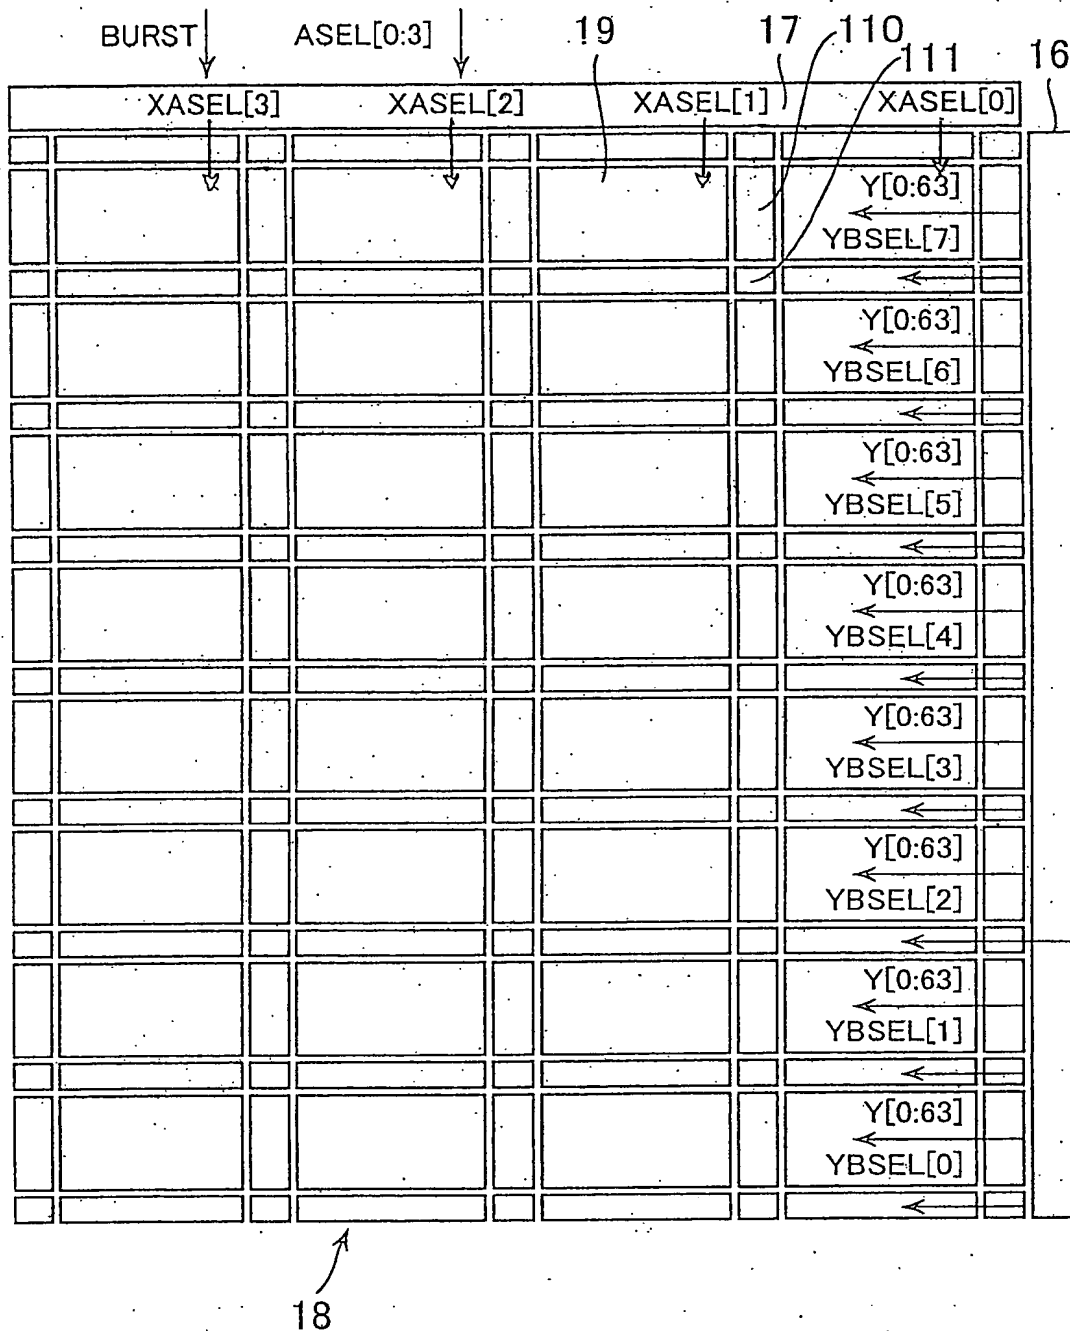 BURST ASEL[0:3] 19 17 110
111 16
XASEL[3] XASEL[2] XASEL[1] XASEL[0]
Y[0:63]
YBSEL[7]
Y[0:63]
YBSEL[6]
Y[0:63]
YBSEL[5]
Y[0:63]
YBSEL[4]
Y[0:63]
YBSEL[3]
Y[0:63]
YBSEL[2]
Y[0:63]
YBSEL[1]
Y[0:63]
YBSEL[0]
18